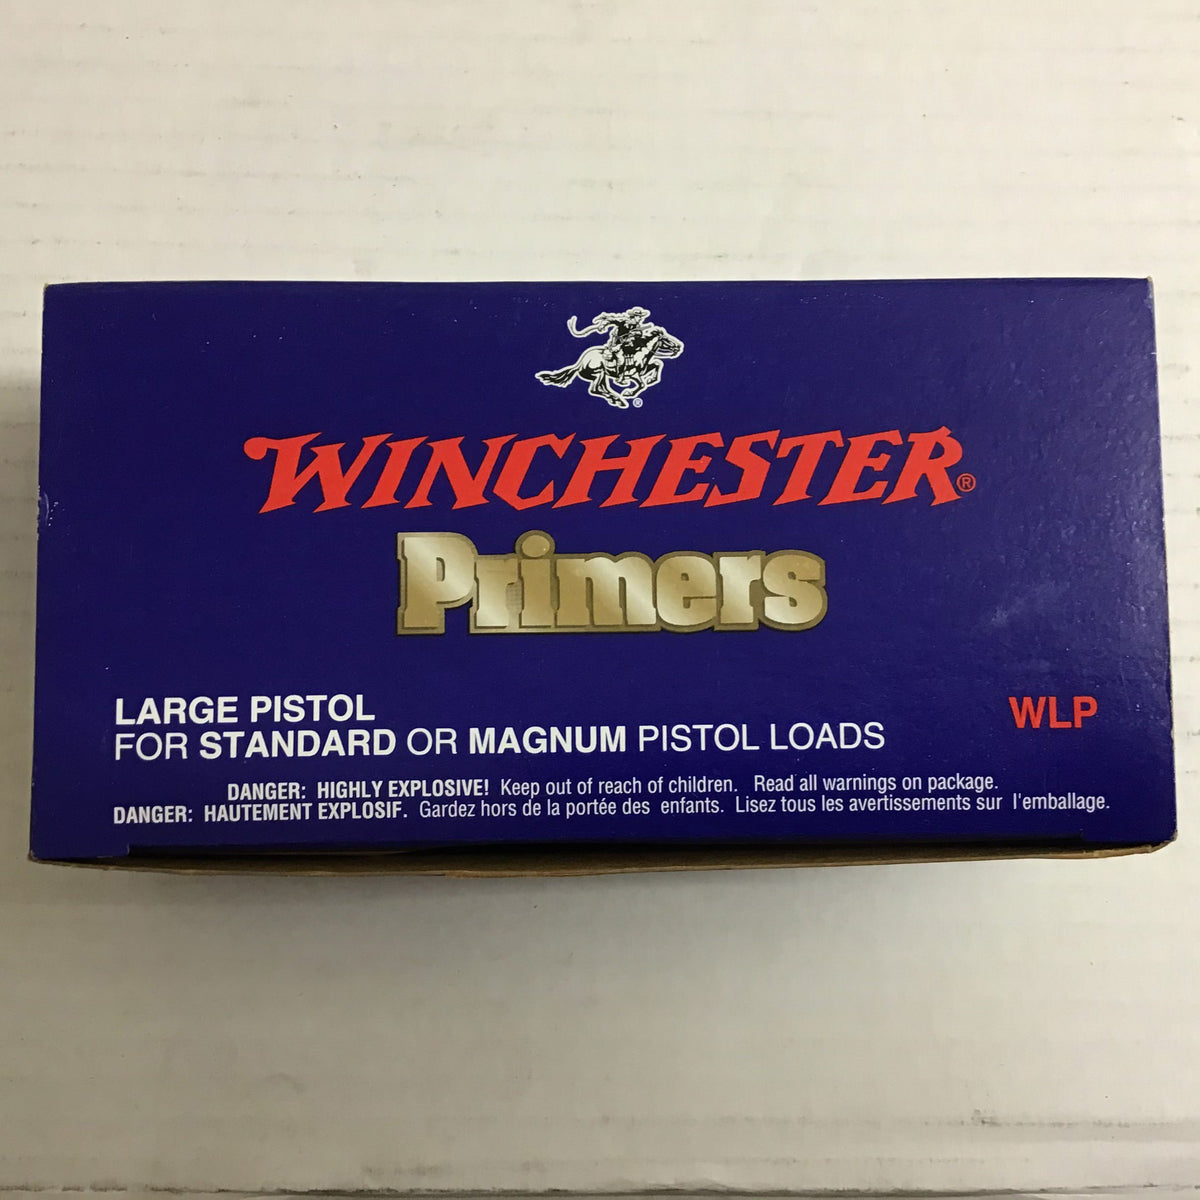 WINCHESTER®
Primers
LARGE PISTOL
FOR STANDARD OR MAGNUM PISTOL LOADS
WLP
DANGER: HIGHLY EXPLOSIVE! Keep out of reach of children. Read all warnings on package.
DANGER: HAUTEMENT EXPLOSIF. Gardez hors de la portée des enfants. Lisez tous les avertissements sur l'emballage.